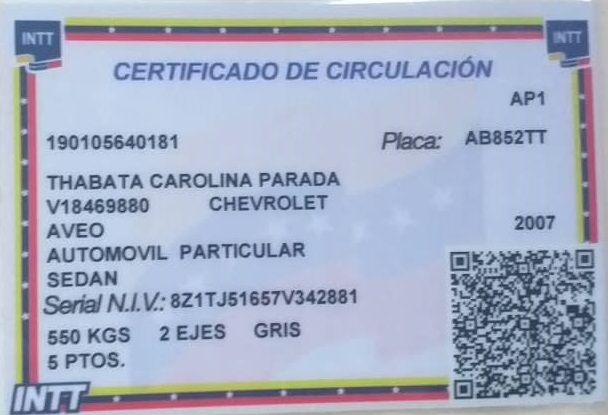 INTT
INTT
CERTIFICADO DE CIRCULACIÓN
AP1
190105640181 Placa: AB852TT
THABATA CAROLINA PARADA
V18469880 CHEVROLET
AVEO 2007
AUTOMOVIL PARTICULAR
SEDAN
Serial N.I.V.: 8Z1TJ51657V342881
550 KGS 2 EJES GRIS
5 PTOS.
INTT